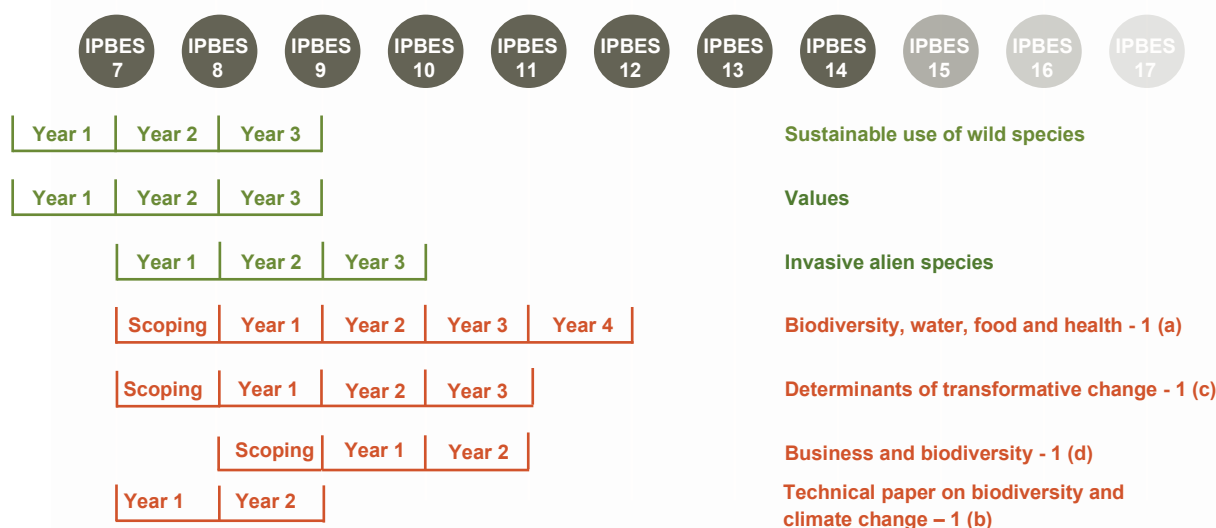 IPBES 7 IPBES 8 IPBES 9 IPBES 10 IPBES 11 IPBES 12 IPBES 13 IPBES 14 IPBES 15 IPBES 16 IPBES 17
Year 1 Year 2 Year 3 Sustainable use of wild species
Year 1 Year 2 Year 3 Values
Year 1 Year 2 Year 3 Invasive alien species
Scoping Year 1 Year 2 Year 3 Year 4 Biodiversity, water, food and health - 1 (a)
Scoping Year 1 Year 2 Year 3 Determinants of transformative change - 1 (c)
Scoping Year 1 Year 2 Business and biodiversity - 1 (d)
Year 1 Year 2 Technical paper on biodiversity and
climate change – 1 (b)